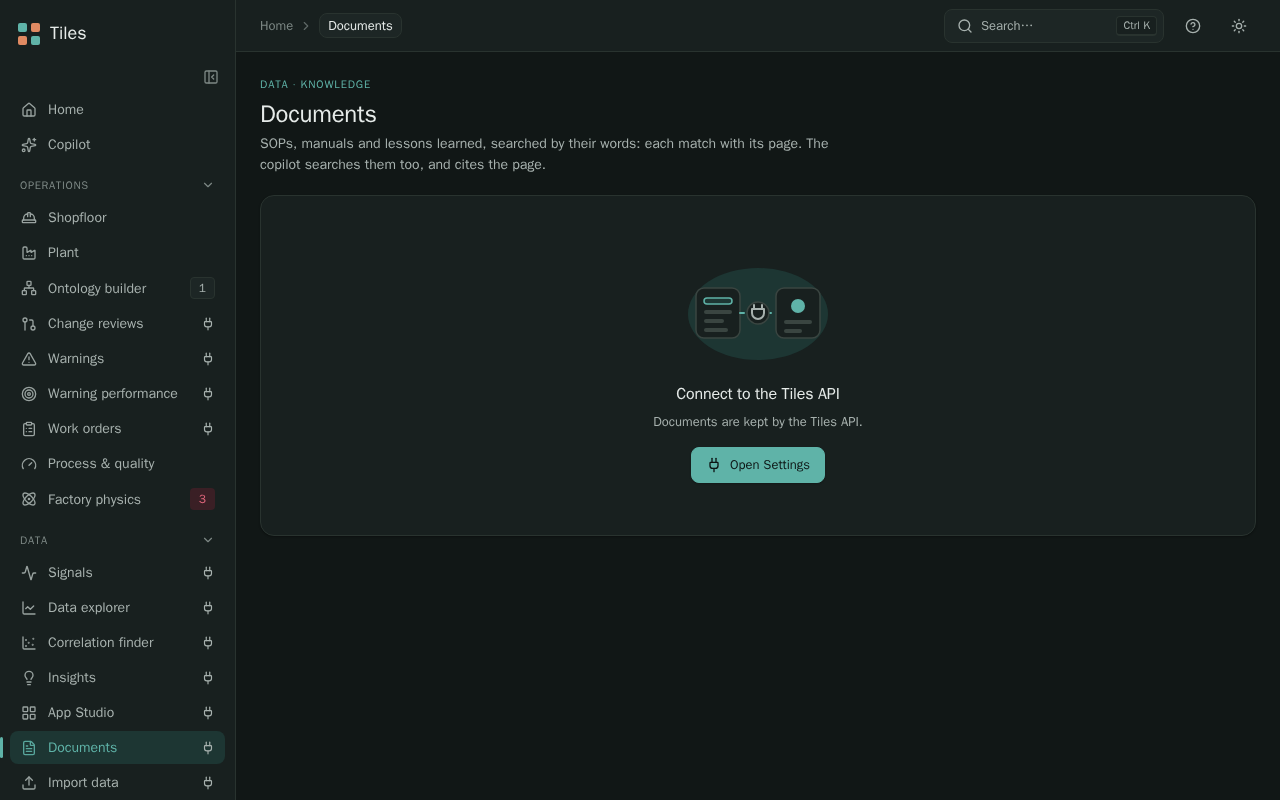 Tiles
Home
Copilot
OPERATIONS
Shopfloor
Plant
Ontology builder 1
Change reviews
Warnings
Warning performance
Work orders
Process & quality
Factory physics 3
DATA
Signals
Data explorer
Correlation finder
Insights
App Studio
Documents
Import data
Home Documents
Search··· Ctrl K
DATA · KNOWLEDGE
Documents
SOPs, manuals and lessons learned, searched by their words: each match with its page. The
copilot searches them too, and cites the page.
Connect to the Tiles API
Documents are kept by the Tiles API.
Open Settings